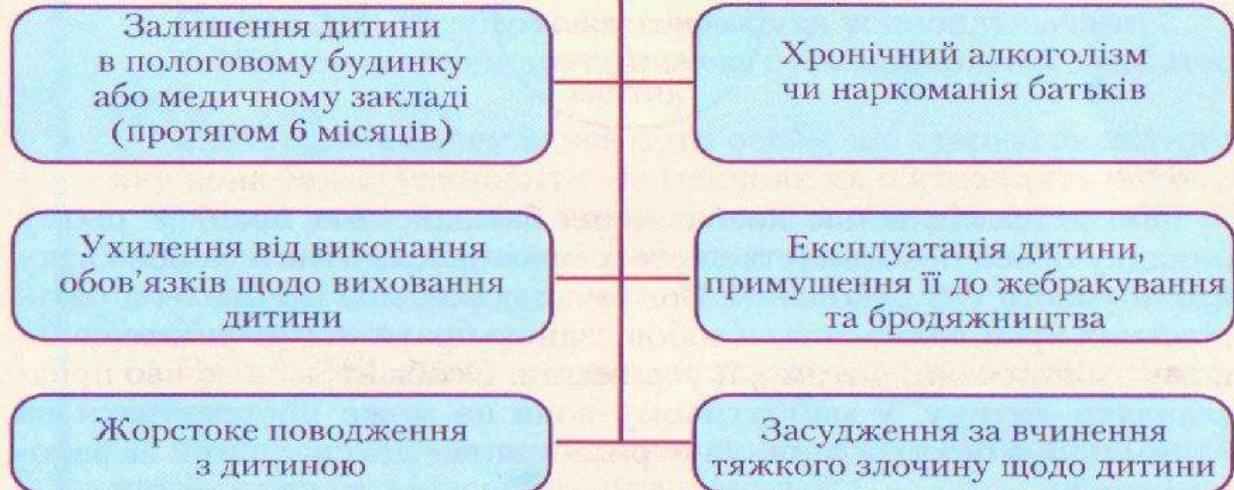 Залишення дитини
в пологовому будинку
або медичному закладі
(протягом 6 місяців)
Хронічний алкоголізм
чи наркоманія батьків
Ухилення від виконання
обов'язків щодо виховання
дитини
Експлуатація дитини,
примушення її до жебракування
та бродяжництва
Жорстоке поводження
з дитиною
Засудження за вчинення
тяжкого злочину щодо дитини